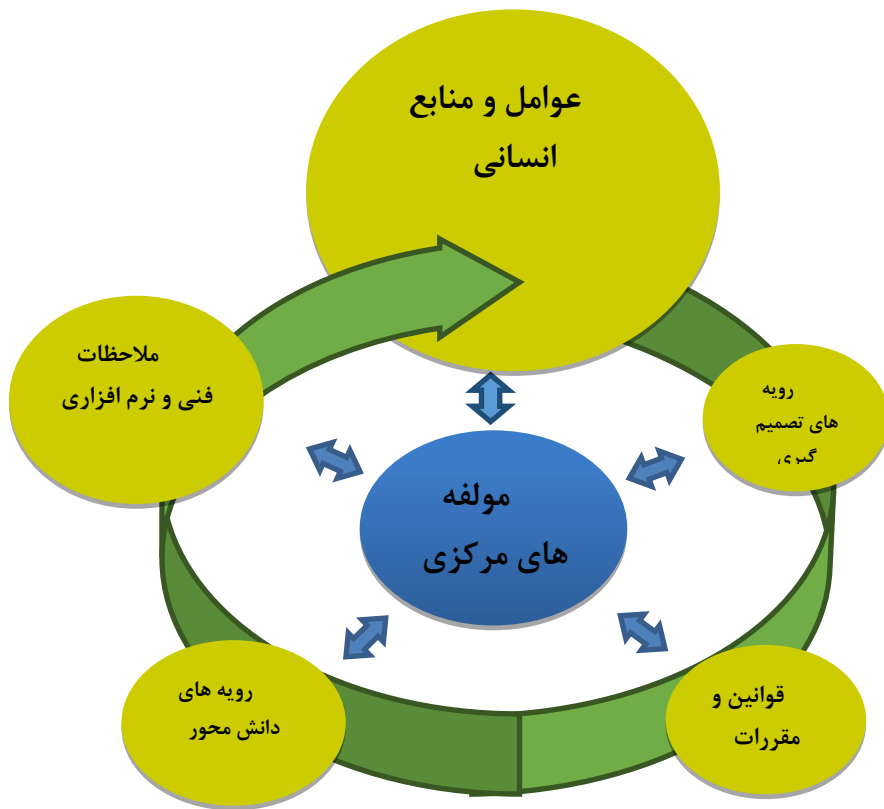 عوامل و منابع
انسانی
رویه
های تصمیم
گیری
قوانین و
مقررات
رویه های
دانش محور
ملاحظات
فنی و نرم افزاری
مولفه
های مرکزی